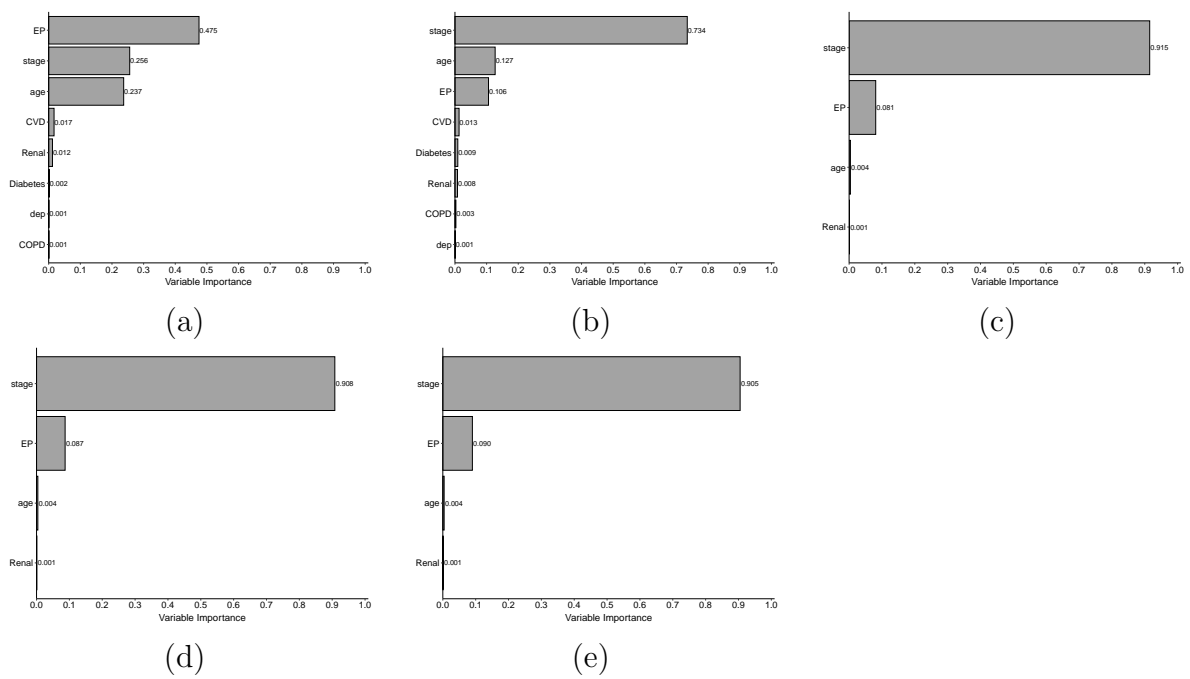 EP 0.475
stage 0.256
age 0.237
CVD 0.017
Renal 0.012
Diabetes 0.002
dep 0.001
COPD 0.001
0.0 0.1 0.2 0.3 0.4 0.5 0.6 0.7 0.8 0.9 1.0
Variable Importance
(a)
stage 0.734
age 0.127
EP 0.106
CVD 0.013
Diabetes 0.009
Renal 0.008
COPD 0.003
dep 0.001
0.0 0.1 0.2 0.3 0.4 0.5 0.6 0.7 0.8 0.9 1.0
Variable Importance
(b)
stage 0.915
EP 0.081
age 0.004
Renal 0.001
0.0 0.1 0.2 0.3 0.4 0.5 0.6 0.7 0.8 0.9 1.0
Variable Importance
(c)
stage 0.908
EP 0.087
age 0.004
Renal 0.001
0.0 0.1 0.2 0.3 0.4 0.5 0.6 0.7 0.8 0.9 1.0
Variable Importance
(d)
stage 0.905
EP 0.090
age 0.004
Renal 0.001
0.0 0.1 0.2 0.3 0.4 0.5 0.6 0.7 0.8 0.9 1.0
Variable Importance
(e)